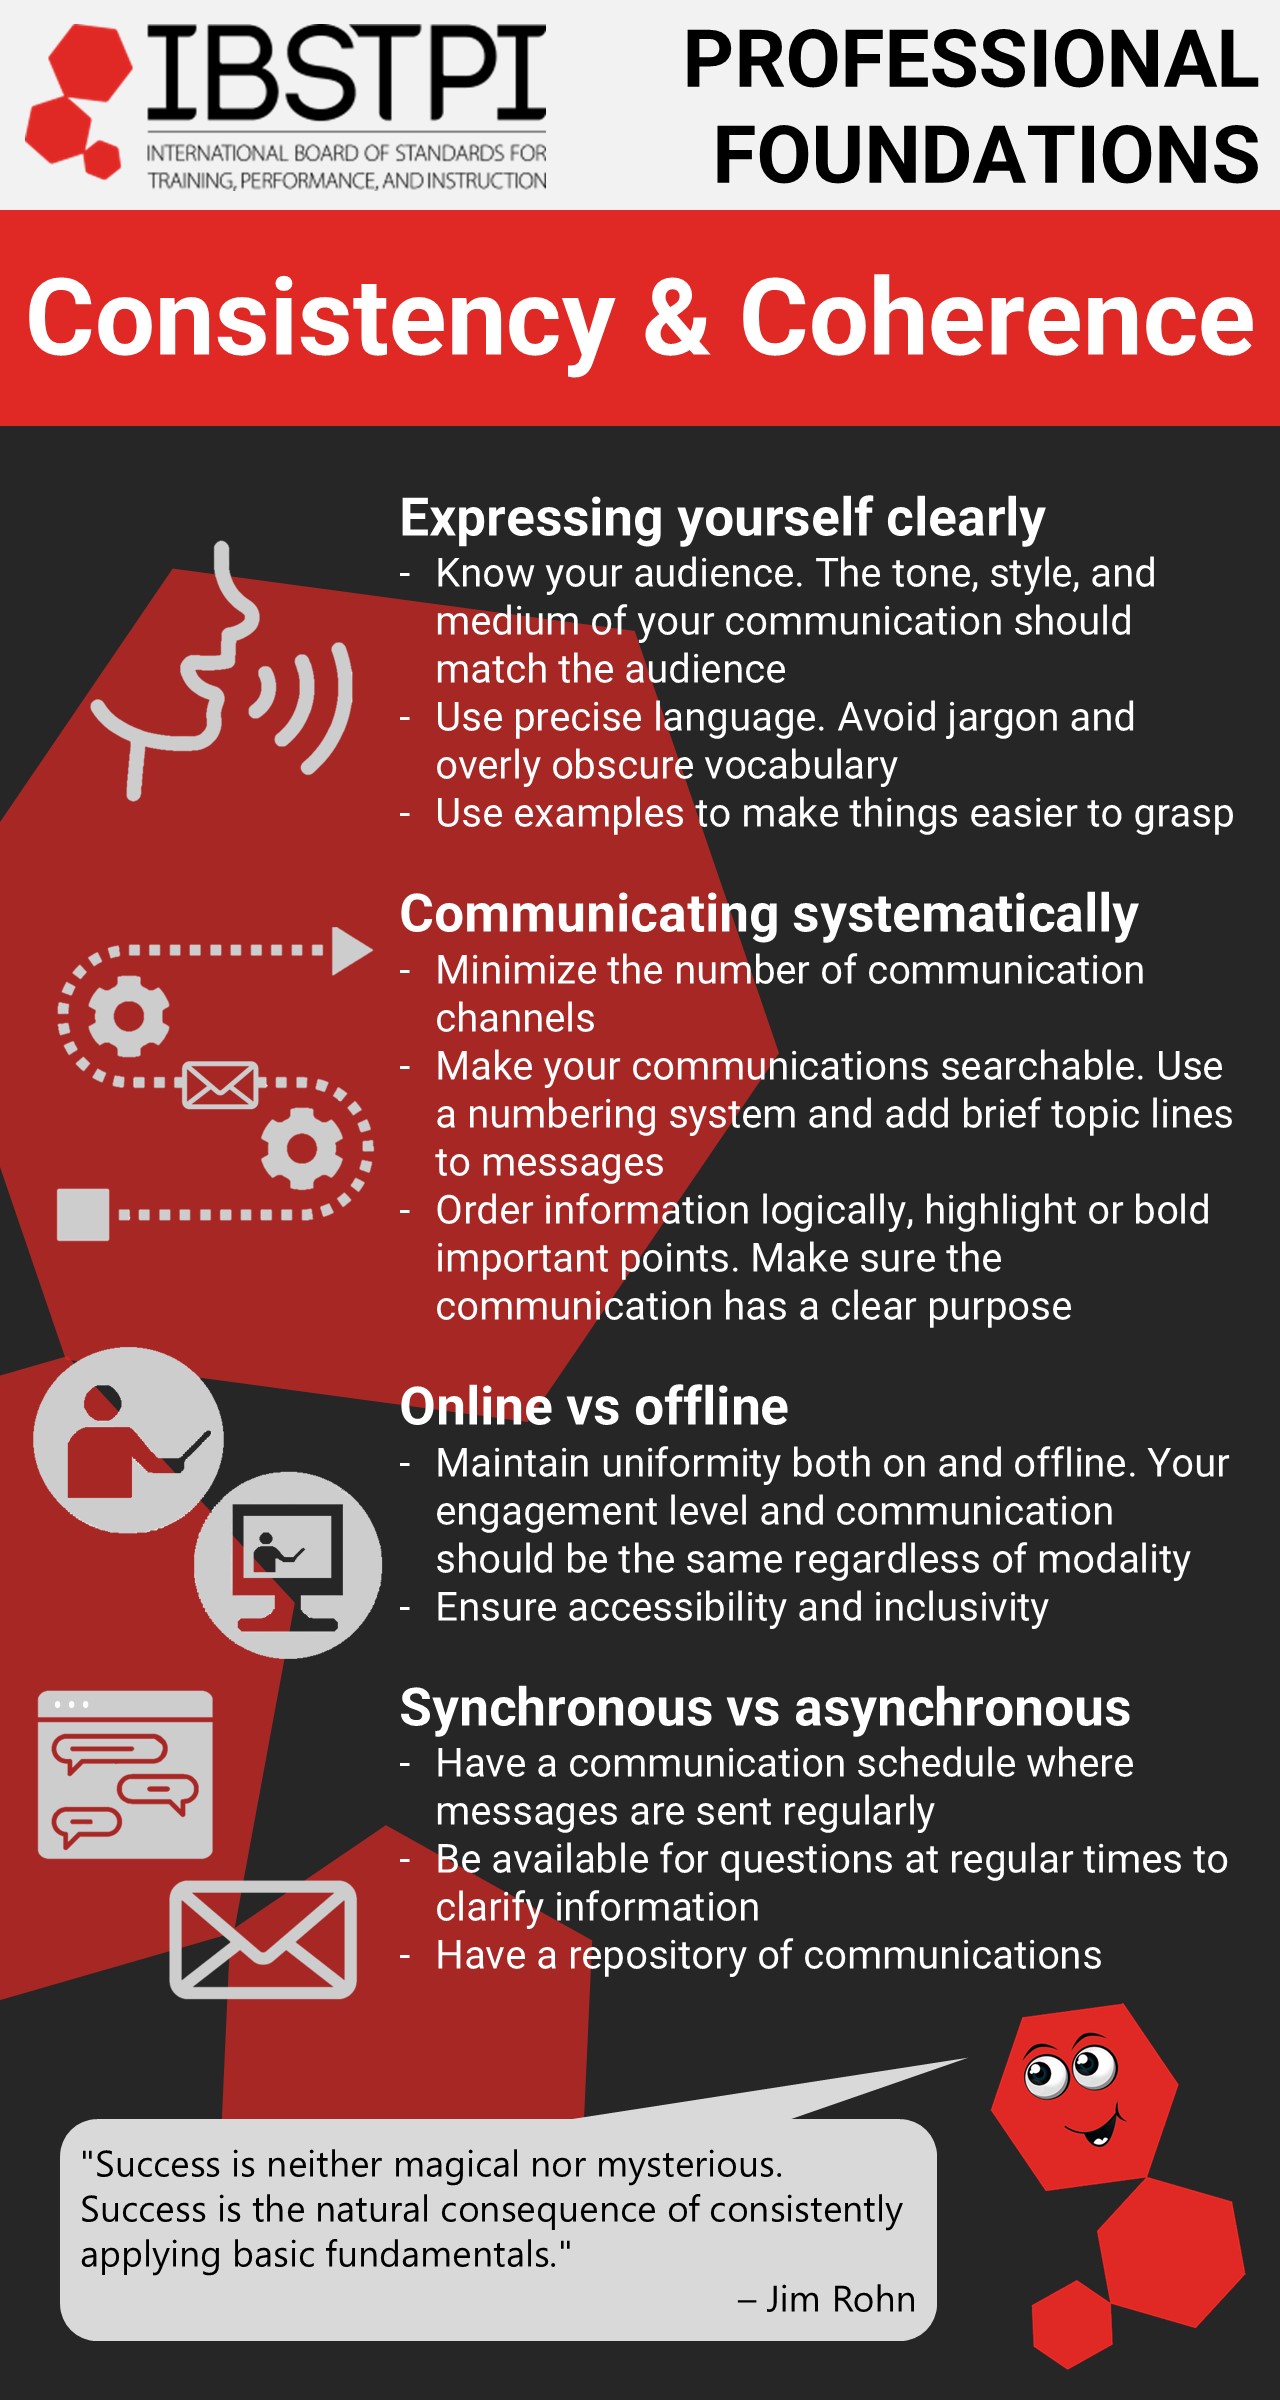 IBSTPI
INTERNATIONAL BOARD OF STANDARDS FOR
TRAINING, PERFORMANCE, AND INSTRUCTION
PROFESSIONAL
FOUNDATIONS
Consistency & Coherence
Expressing yourself clearly
- Know your audience. The tone, style, and
medium of your communication should
match the audience
- Use precise language. Avoid jargon and
overly obscure vocabulary
- Use examples to make things easier to grasp
Communicating systematically
- Minimize the number of communication
channels
- Make your communications searchable. Use
a numbering system and add brief topic lines
to messages
- Order information logically, highlight or bold
important points. Make sure the
communication has a clear purpose
Online vs offline
- Maintain uniformity both on and offline. Your
engagement level and communication
should be the same regardless of modality
- Ensure accessibility and inclusivity
Synchronous vs asynchronous
- Have a communication schedule where
messages are sent regularly
- Be available for questions at regular times to
clarify information
- Have a repository of communications
"Success is neither magical nor mysterious.
Success is the natural consequence of consistently
applying basic fundamentals."
– Jim Rohn